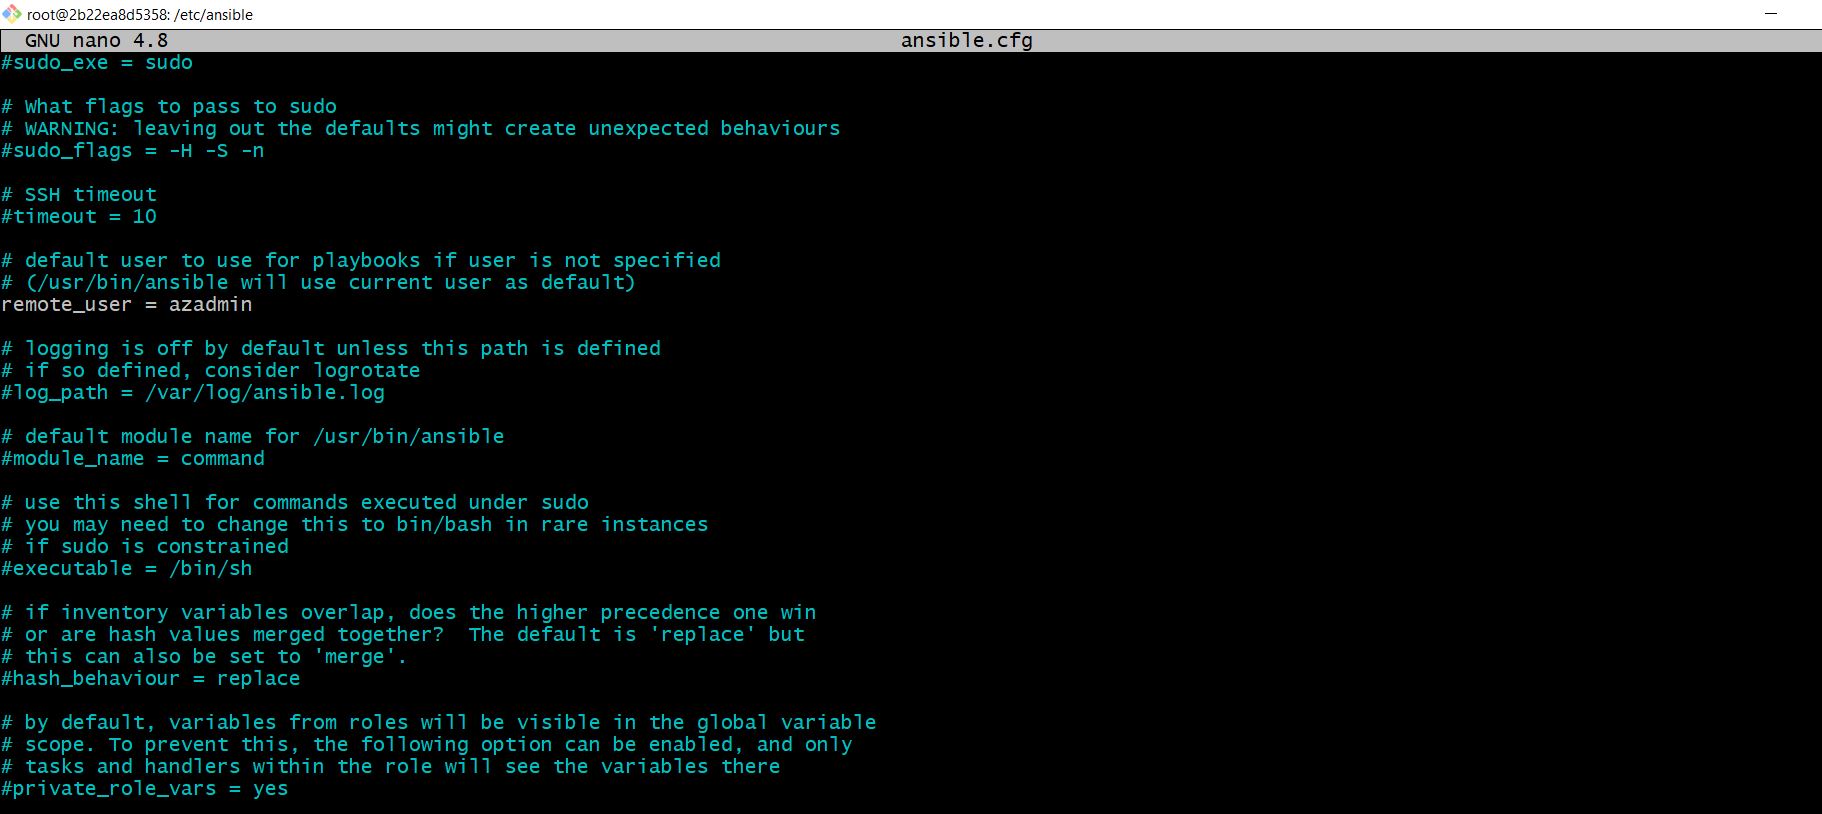 root@2b22ea8d5358: /etc/ansible
GNU nano 4.8 ansible.cfg
#sudo_exe = sudo
# What flags to pass to sudo
# WARNING: leaving out the defaults might create unexpected behaviours
#sudo_flags = -H -S -n
# SSH timeout
#timeout = 10
# default user to use for playbooks if user is not specified
# (/usr/bin/ansible will use current user as default)
remote_user = azadmin
# logging is off by default unless this path is defined
# if so defined, consider logrotate
#log_path = /var/log/ansible.log
# default module name for /usr/bin/ansible
#module_name = command
# use this shell for commands executed under sudo
# you may need to change this to bin/bash in rare instances
# if sudo is constrained
#executable = /bin/sh
# if inventory variables overlap, does the higher precedence one win
# or are hash values merged together?  The default is 'replace' but
# this can also be set to 'merge'.
#hash_behaviour = replace
# by default, variables from roles will be visible in the global variable
# scope. To prevent this, the following option can be enabled, and only
# tasks and handlers within the role will see the variables there
#private_role_vars = yes